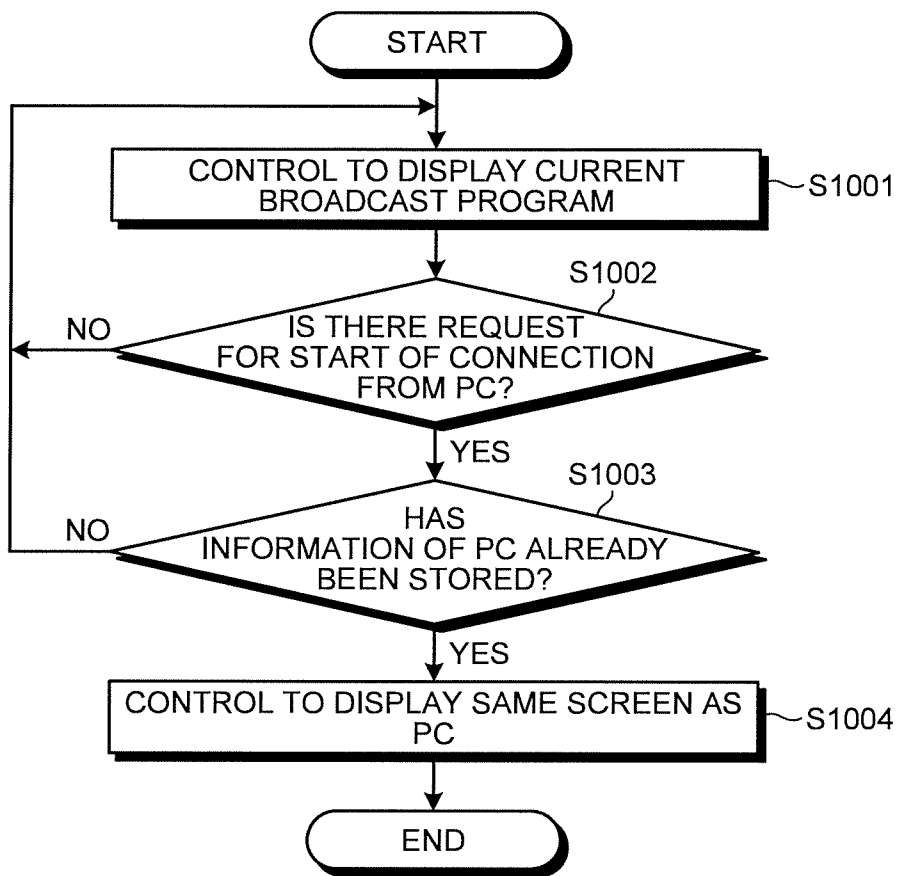 START
CONTROL TO DISPLAY CURRENT
BROADCAST PROGRAM
S1001
S1002
NO
IS THERE REQUEST
FOR START OF CONNECTION
FROM PC?
YES
S1003
NO
HAS
INFORMATION OF PC ALREADY
BEEN STORED?
YES
CONTROL TO DISPLAY SAME SCREEN AS
PC
S1004
END